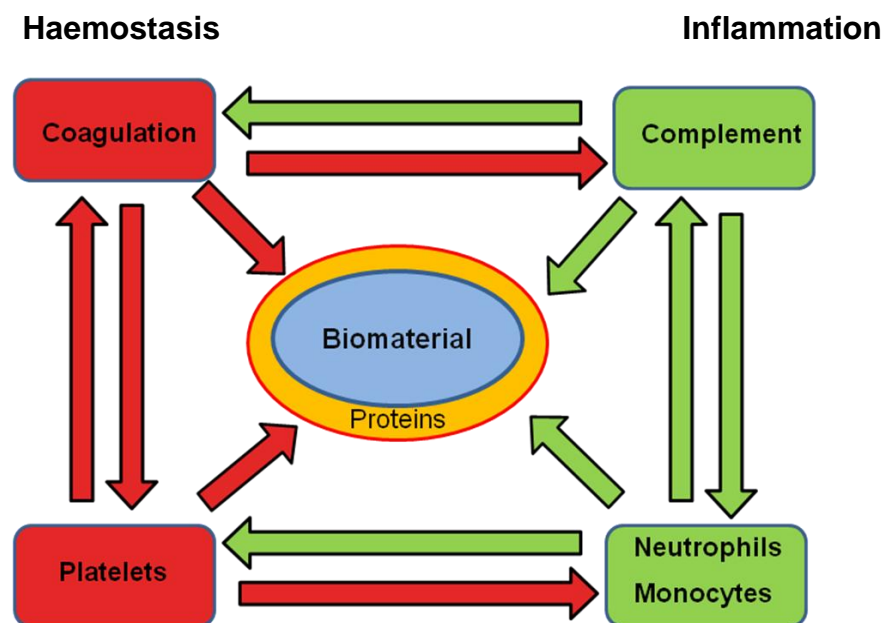 Haemostasis
Inflammation
Coagulation
Complement
Biomaterial
Proteins
Platelets
Neutrophils
Monocytes